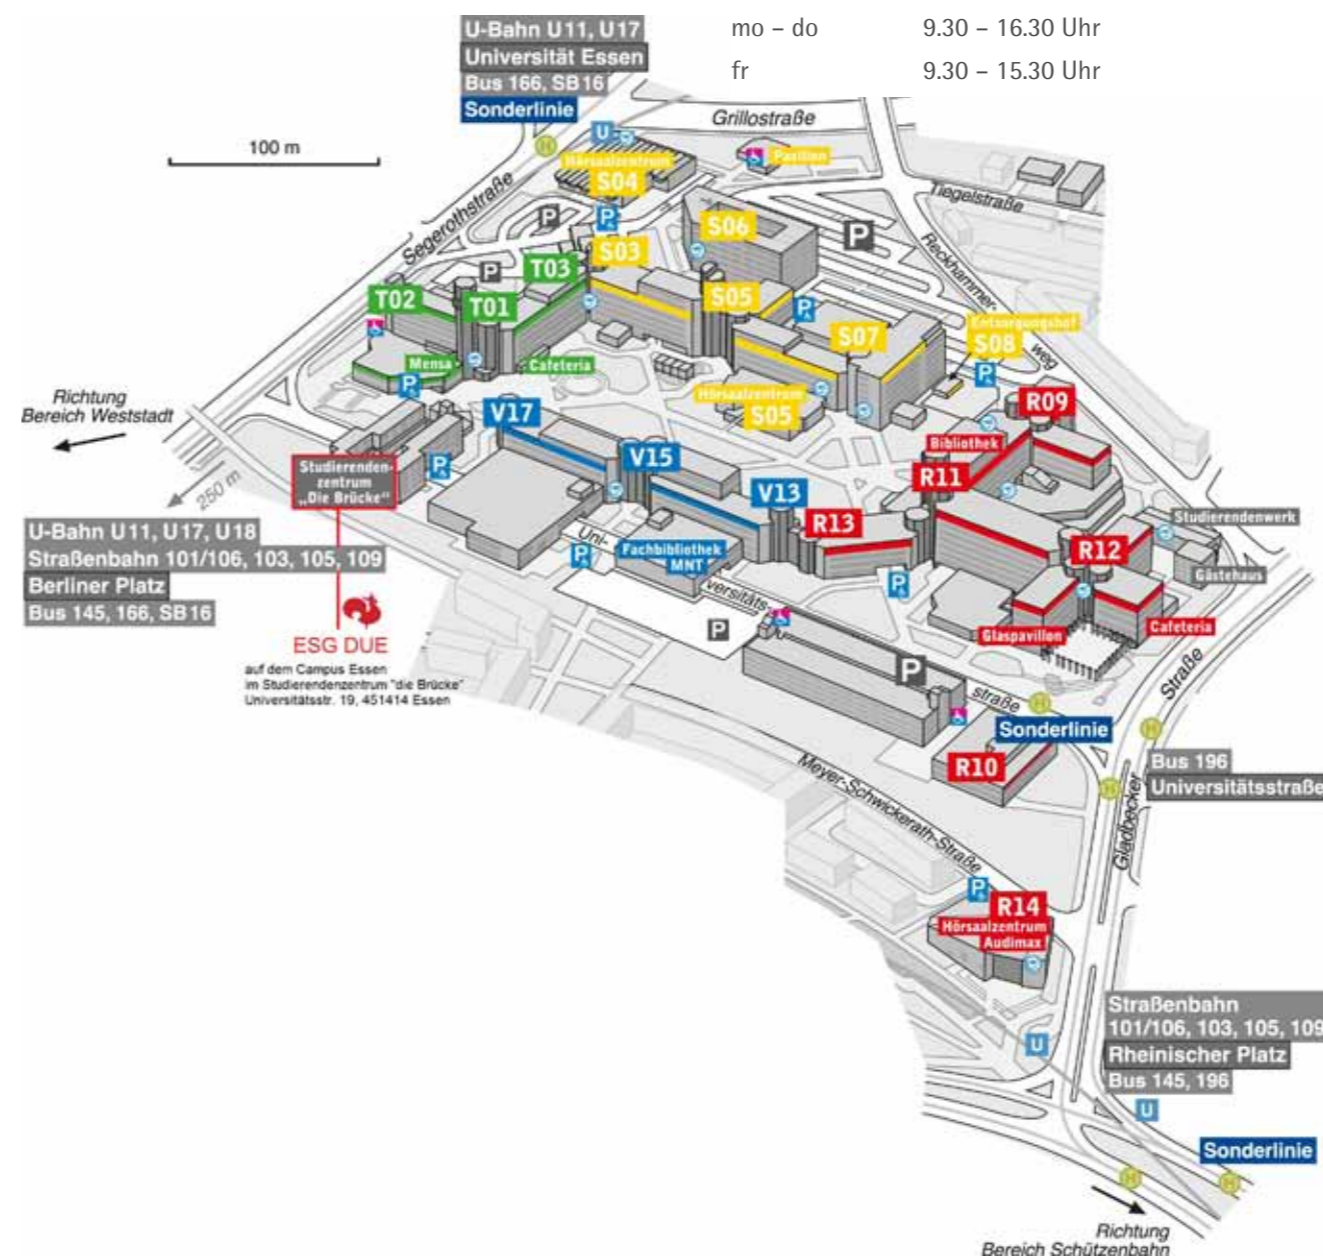 U-Bahn U11, U17
Universität Essen
Bus 166, SB16
Sonderlinie
mo – do 9.30 – 16.30 Uhr
fr 9.30 – 15.30 Uhr
100 m
Grillostraße
U
H
Segerothstraße
Hörsaalzentrum
S04
Pavillon
Tiegelstraße
Reckhammer-
weg
P
P
S06
P
P
S03
T03
T02
T01
S05
P
S07
Entsorgungshof
S08
P
Mensa
Cafeteria
P
Hörsaalzentrum
S05
R09
Richtung
Bereich Weststadt
V17
Bibliothek
R11
V15
P
Studierenden-
zentrum
„Die Brücke“
250 m
V13
R13
Studierendenwerk
U-Bahn U11, U17, U18
Straßenbahn 101/106, 103, 105, 109
Berliner Platz
Bus 145, 166, SB16
Uni-
versitäts-
straße
P
Fachbibliothek
MNT
R12
Gästehaus
P
ESG DUE
auf dem Campus Essen
im Studierendenzentrum "die Brücke"
Universitätsstr. 19, 451414 Essen
P
Glaspavillon
Cafeteria
P
Straße
Gladbecker
H
Sonderlinie
H
H
Bus 196
Universitätsstraße
R10
Meyer-Schwickerath-Straße
P
R14
Hörsaalzentrum
Audimax
Straßenbahn
101/106, 103, 105, 109
Rheinischer Platz
Bus 145, 196
U
U
Sonderlinie
H
H
Richtung
Bereich Schützenbahn